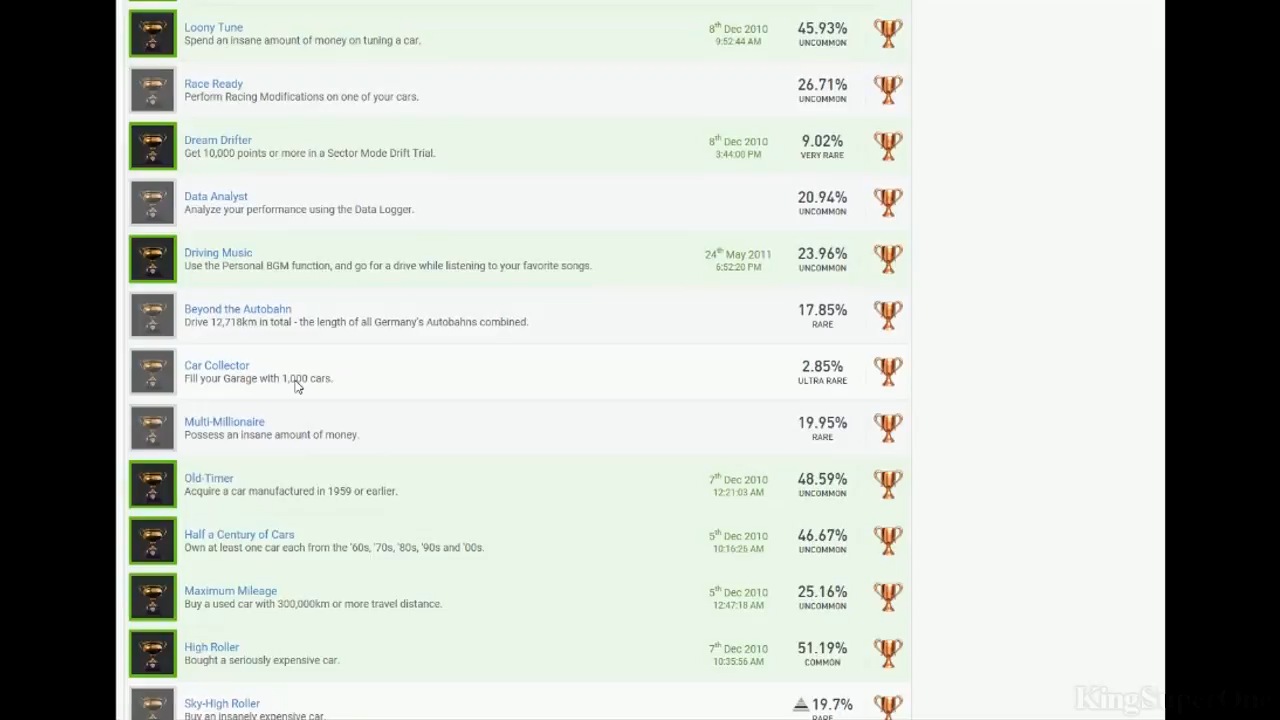 Loony Tune
Spend an insane amount of money on tuning a car.
8th Dec 2010
9:52:44 AM
45.93%
UNCOMMON
Race Ready
Perform Racing Modifications on one of your cars.
26.71%
UNCOMMON
Dream Drifter
Get 10,000 points or more in a Sector Mode Drift Trial.
8th Dec 2010
3:44:00 PM
9.02%
VERY RARE
Data Analyst
Analyze your performance using the Data Logger.
20.94%
UNCOMMON
Driving Music
Use the Personal BGM function, and go for a drive while listening to your favorite songs.
24th May 2011
6:52:20 PM
23.96%
UNCOMMON
Beyond the Autobahn
Drive 12,718km in total - the length of all Germany's Autobahns combined.
17.85%
RARE
Car Collector
Fill your Garage with 1,000 cars.
2.85%
ULTRA RARE
Multi-Millionaire
Possess an insane amount of money.
19.95%
RARE
Old-Timer
Acquire a car manufactured in 1959 or earlier.
7th Dec 2010
12:21:03 AM
48.59%
UNCOMMON
Half a Century of Cars
Own at least one car each from the '60s, '70s, '80s, '90s and '00s.
5th Dec 2010
10:16:26 AM
46.67%
UNCOMMON
Maximum Mileage
Buy a used car with 300,000km or more travel distance.
5th Dec 2010
12:47:18 AM
25.16%
UNCOMMON
High Roller
Bought a seriously expensive car.
7th Dec 2010
10:35:56 AM
51.19%
COMMON
Sky-High Roller
Buy an insanely expensive car.
19.7%
RARE
KingSuperOne